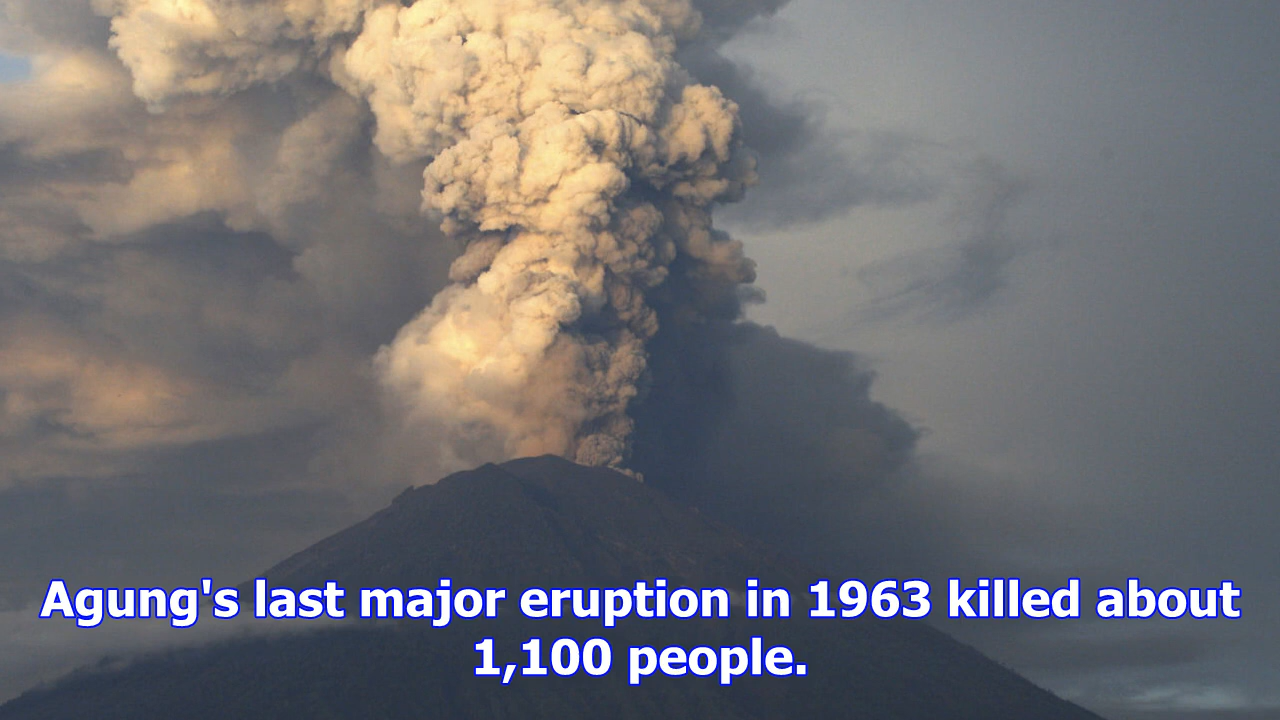 Agung's last major eruption in 1963 killed about
1,100 people.